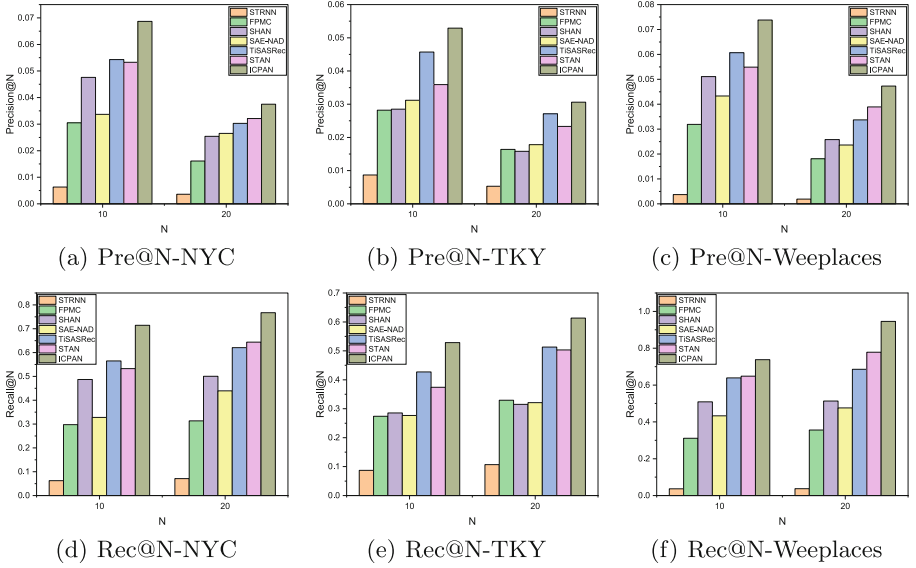 0.07
0.06
0.05
0.04
0.03
0.02
0.01
0.00
Precision@N
10
20
N
STRNN
FPMC
SHAN
SAE-NAD
TiSASRec
STAN
ICPAN
(a) Pre@N-NYC
0.06
0.05
0.04
0.03
0.02
0.01
0.00
Precision@N
10
20
N
STRNN
FPMC
SHAN
SAE-NAD
TiSASRec
STAN
ICPAN
(b) Pre@N-TKY
0.08
0.07
0.06
0.05
0.04
0.03
0.02
0.01
0.00
Precision@N
10
20
N
STRNN
FPMC
SHAN
SAE-NAD
TiSASRec
STAN
ICPAN
(c) Pre@N-Weeplaces
0.8
0.7
0.6
0.5
0.4
0.3
0.2
0.1
0.0
Recall@N
10
20
N
STRNN
FPMC
SHAN
SAE-NAD
TiSASRec
STAN
ICPAN
(d) Rec@N-NYC
0.7
0.6
0.5
0.4
0.3
0.2
0.1
0.0
Recall@N
10
20
N
STRNN
FPMC
SHAN
SAE-NAD
TiSASRec
STAN
ICPAN
(e) Rec@N-TKY
1.0
0.8
0.6
0.4
0.2
0.0
Recall@N
10
20
N
STRNN
FPMC
SHAN
SAE-NAD
TiSASRec
STAN
ICPAN
(f) Rec@N-Weeplaces